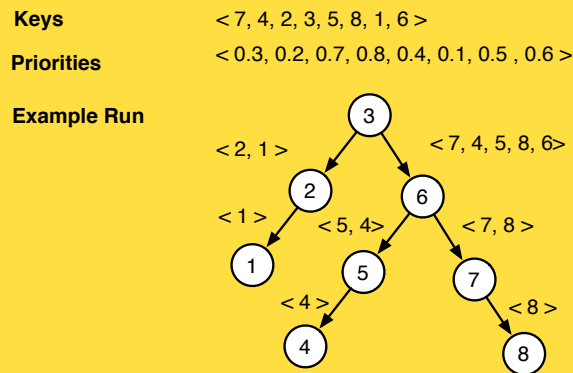 Keys < 7, 4, 2, 3, 5, 8, 1, 6 >
Priorities < 0.3, 0.2, 0.7, 0.8, 0.4, 0.1, 0.5 , 0.6 >
Example Run
3
< 2, 1 > < 7, 4, 5, 8, 6>
2 6
< 1 > < 5, 4> < 7, 8 >
1 5 7
< 4 > < 8 >
4 8